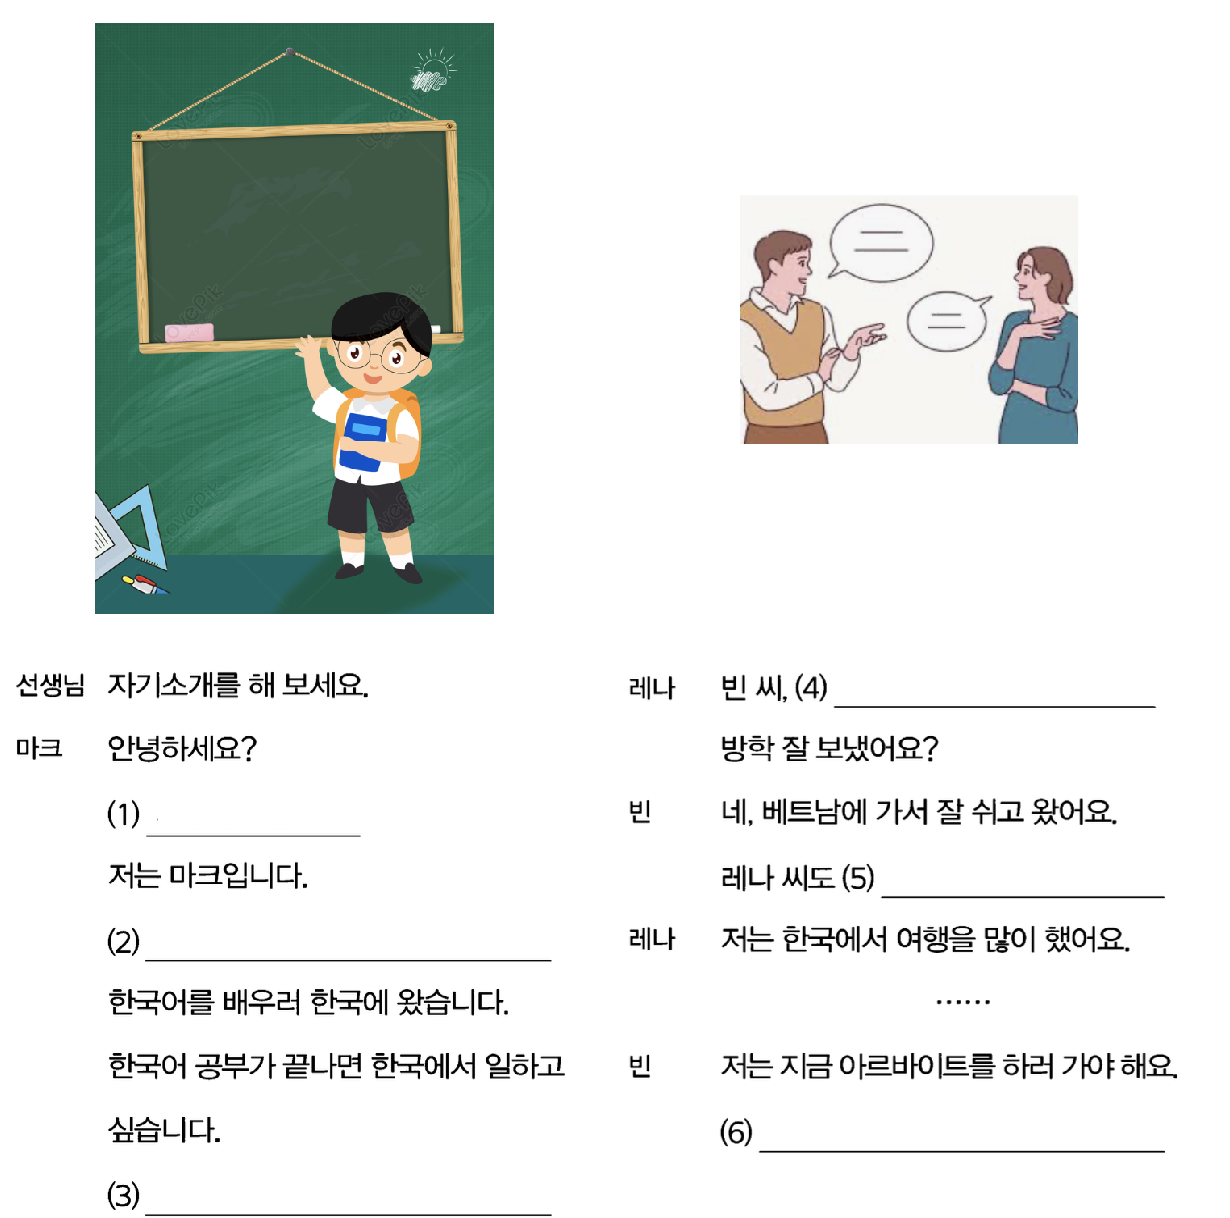 선생님 자기소개를 해 보세요.
마크 안녕하세요?
(1)
저는 마크입니다.
(2)
한국어를 배우러 한국에 왔습니다.
한국어 공부가 끝나면 한국에서 일하고
싶습니다.
(3)
레나 빈 씨, (4)
방학 잘 보냈어요?
빈 네, 베트남에 가서 잘 쉬고 왔어요.
레나 씨도 (5)
레나 저는 한국에서 여행을 많이 했어요.
......
빈 저는 지금 아르바이트를 하러 가야 해요.
(6)